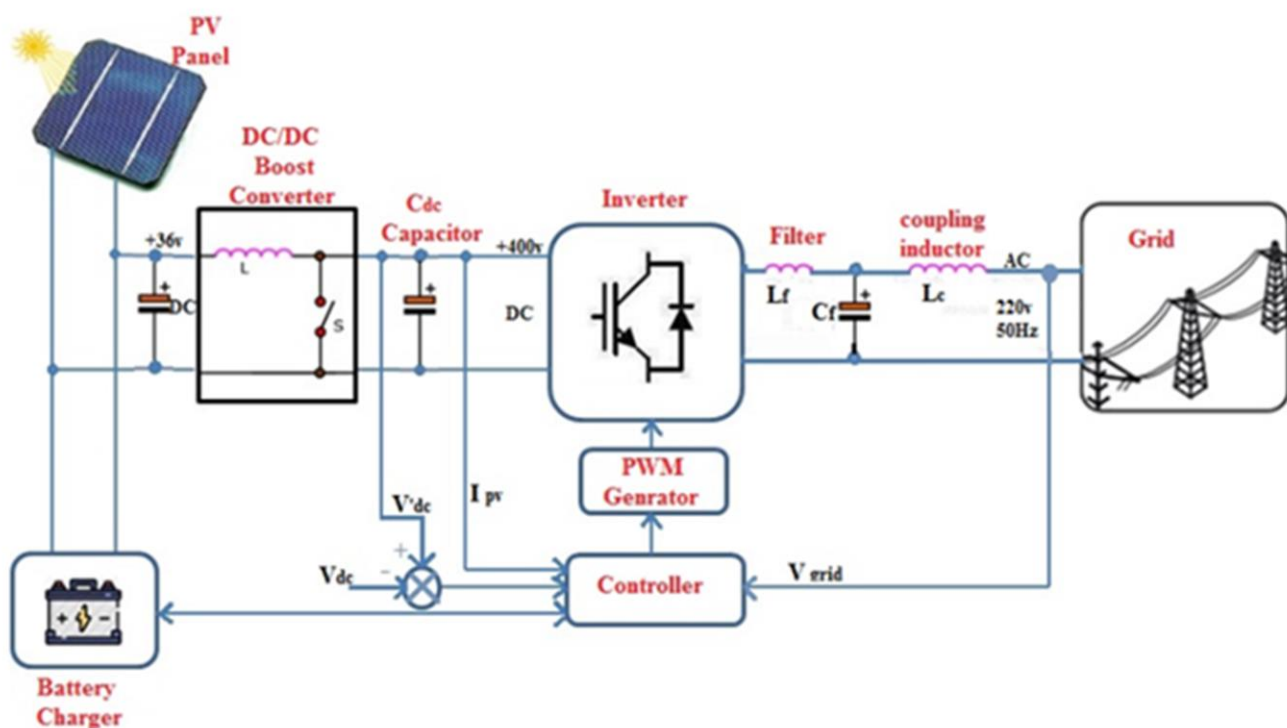 PV
Panel
DC/DC
Boost
Converter
Cdc
Capacitor
Inverter
Filter
coupling
inductor
Grid
+36v
+
DC
L
S
+
+400v
DC
Lf
Cf
+
Lc
AC
220v
50Hz
PWM
Genrator
V'dc
I pv
+
-
Vdc
Controller
V grid
+ -
Battery
Charger